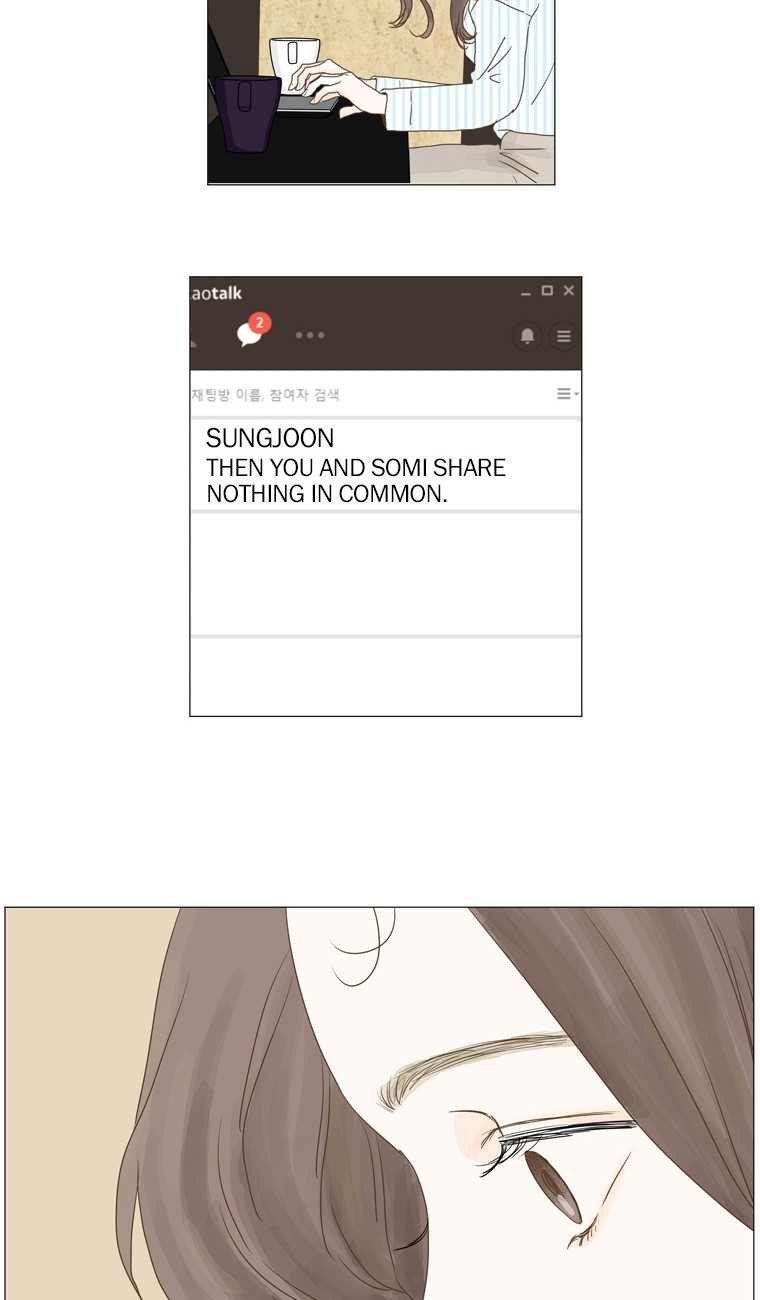 aotalk
2
채팅방 이름, 참여자 검색
SUNGJOON
THEN YOU AND SOMI SHARE
NOTHING IN COMMON.